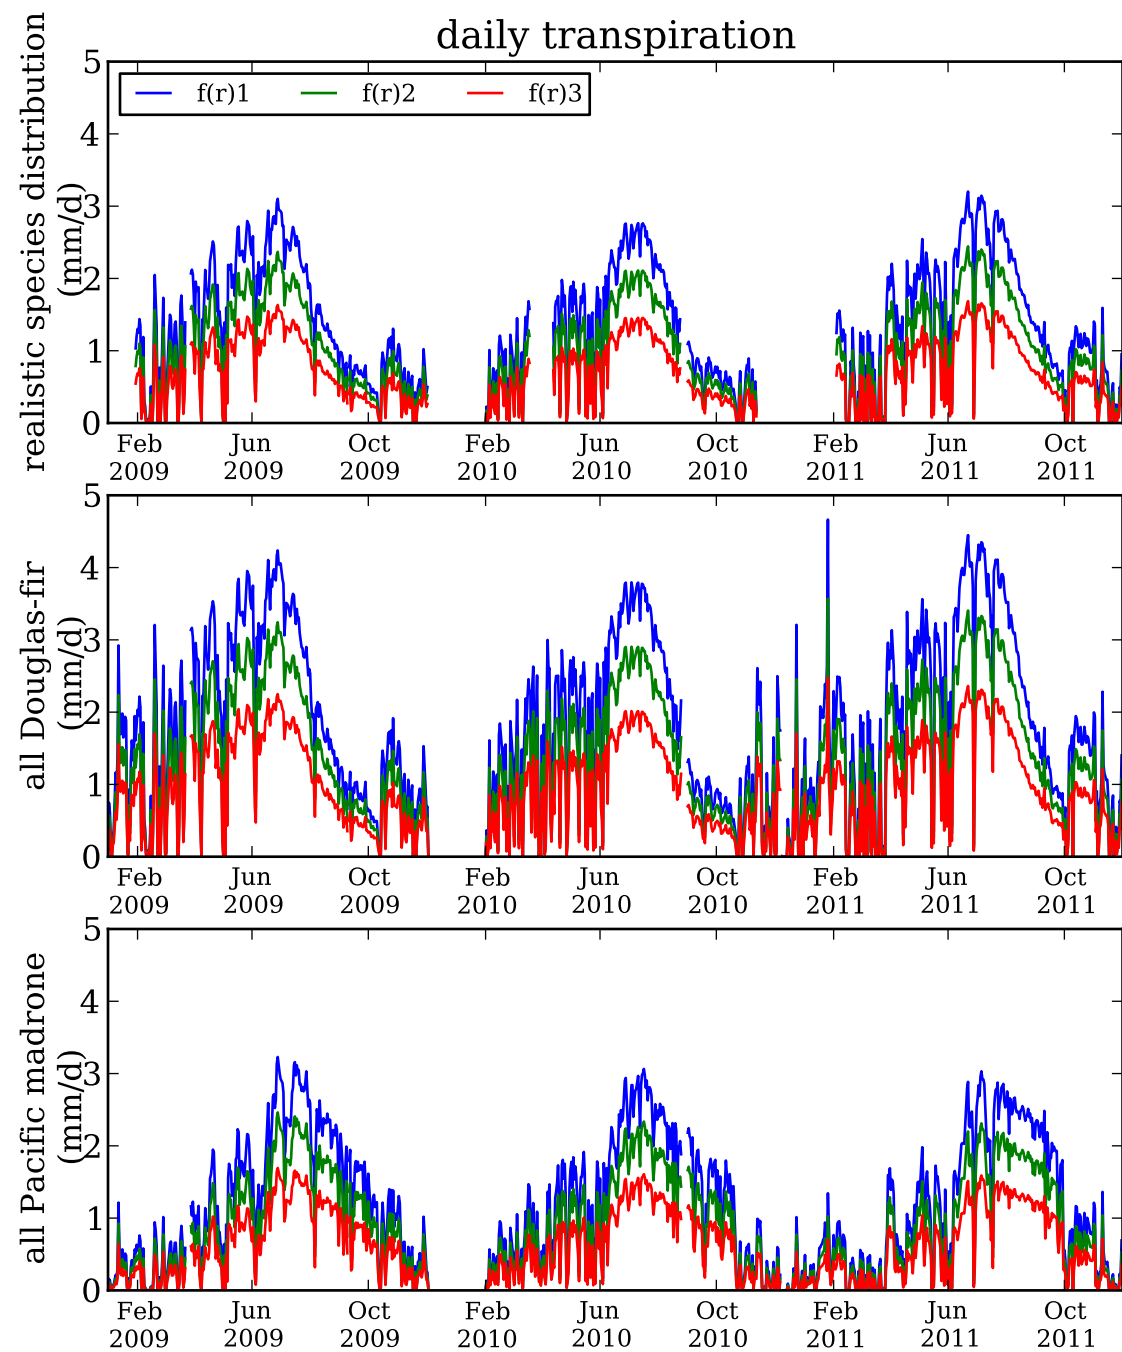 daily transpiration
realistic species distribution
(mm/d)
5
4
3
2
1
0
f(r)1 f(r)2 f(r)3
Feb Jun Oct Feb Jun Oct Feb Jun Oct
2009 2009 2009 2010 2010 2010 2011 2011 2011
all Douglas-fir
(mm/d)
5
4
3
2
1
0
Feb Jun Oct Feb Jun Oct Feb Jun Oct
2009 2009 2009 2010 2010 2010 2011 2011 2011
all Pacific madrone
(mm/d)
5
4
3
2
1
0
Feb Jun Oct Feb Jun Oct Feb Jun Oct
2009 2009 2009 2010 2010 2010 2011 2011 2011